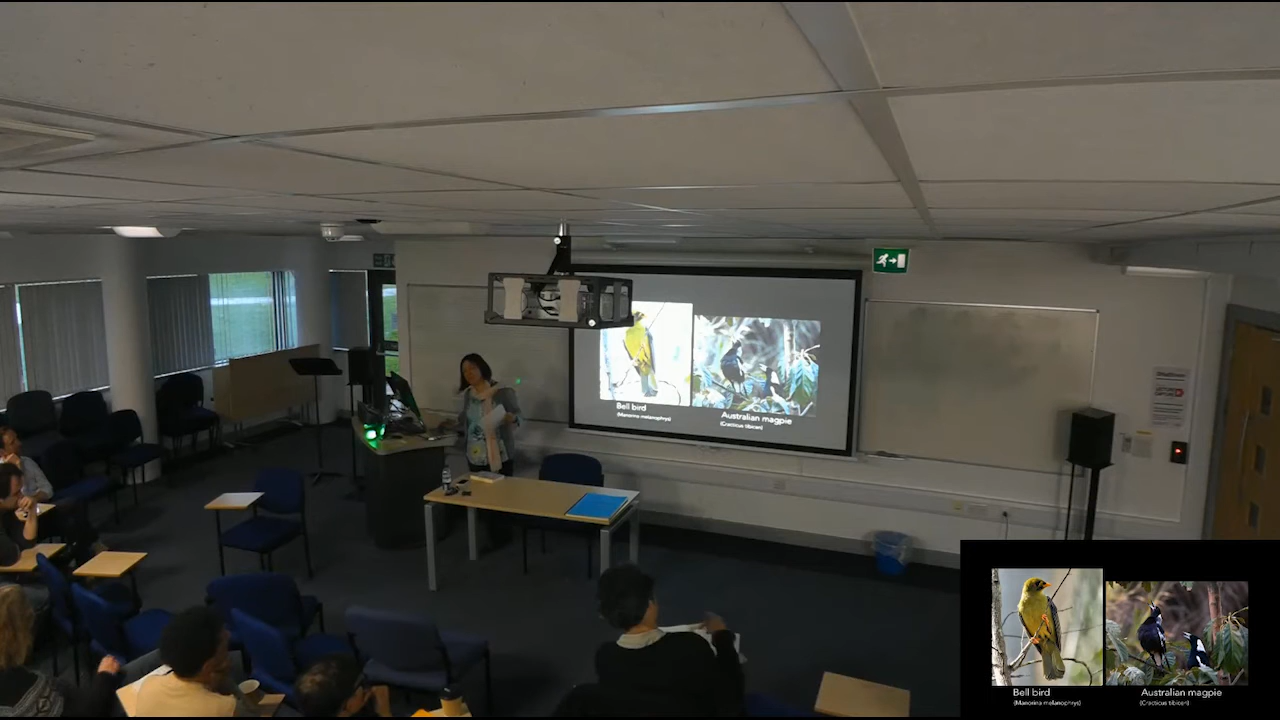 Bell bird
(Manorina melanophrys)
Australian magpie
(Cracticus tibicen)
Bell bird
(Manorina melanophrys)
Australian magpie
(Cracticus tibicen)